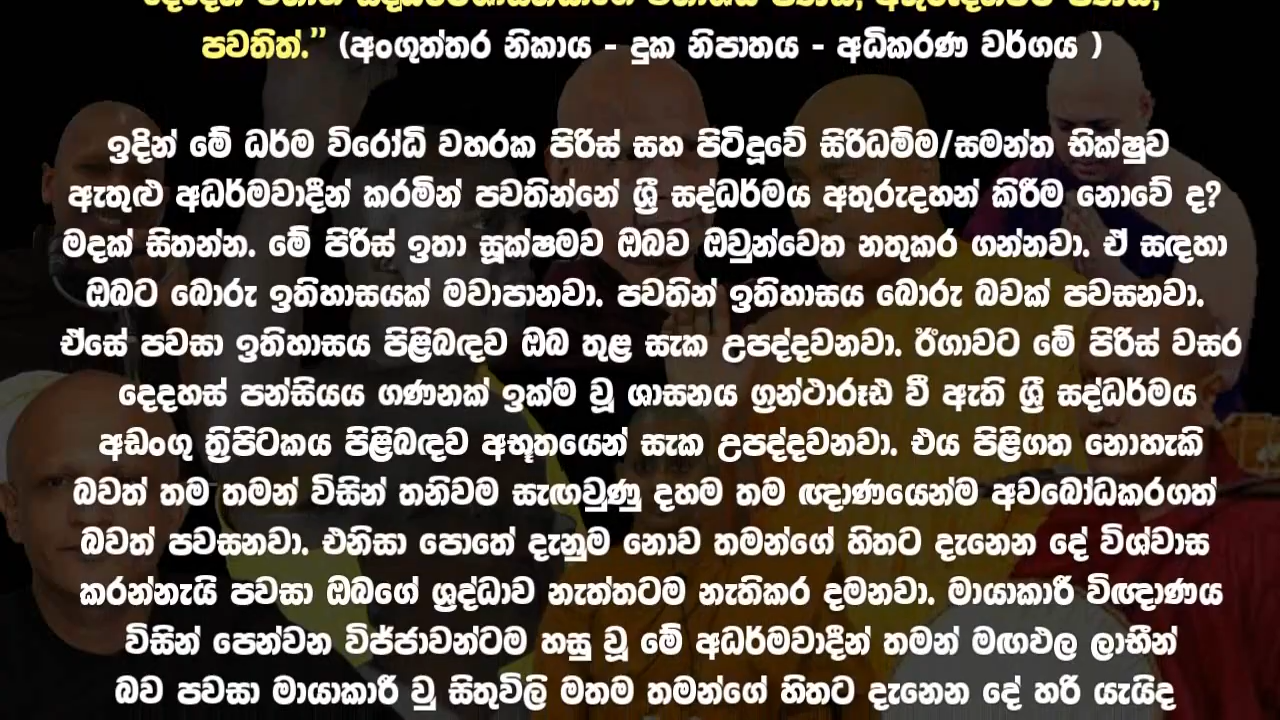 පවතිත්.” (අංගුත්තර නිකාය - දුක නිපාතය - අධිකරණ වර්ගය )
ඉදින් මේ ධර්ම විරෝධි වහරක පිරිස් සහ පිටිදූවේ සිරිධම්ම/සමන්ත භික්ෂුව
ඇතුළු අධර්මවාදීන් කරමින් පවතින්නේ ශ්‍රී සද්ධර්මය අතුරුදහන් කිරීම නොවේ ද?
මදක් සිතන්න. මේ පිරිස් ඉතා සූක්ෂමව ඔබව ඔවුන්වෙත නතුකර ගන්නවා. ඒ සඳහා
ඔබට බොරු ඉතිහාසයක් මවාපානවා. පවතින් ඉතිහාසය බොරු බවක් පවසනවා.
ඒසේ පවසා ඉතිහාසය පිළිබඳව ඔබ තුළ සැක උපද්දවනවා. ඊගාවට මේ පිරිස් වසර
දෙදහස් පන්සියය ගණනක් ඉක්ම වූ ශාසනය ග්‍රන්ථාරූඪ වී ඇති ශ්‍රී සද්ධර්මය
අඩංගු ත්‍රිපිටකය පිළිබඳව අභූතයෙන් සැක උපද්දවනවා. එය පිළිගත නොහැකි
බවත් තම තමන් විසින් තනිවම සැඟවුණු දහම තම ඥාණයෙන්ම අවබෝධකරගත්
බවත් පවසනවා. එනිසා පොතේ දැනුම නොව තමන්ගේ හිතට දැනෙන දේ විශ්වාස
කරන්නැයි පවසා ඔබගේ ශ්‍රද්ධාව නැත්තටම නැතිකර දමනවා. මායාකාරී විඥාණය
විසින් පෙන්වන විජ්ජාවන්ටම හසු වූ මේ අධර්මවාදීන් තමන් මඟඵල ලාභීන්
බව පවසා මායාකාරී වු සිතුවිලි මතම තමන්ගේ හිතට දැනෙන දේ හරි යැයිද